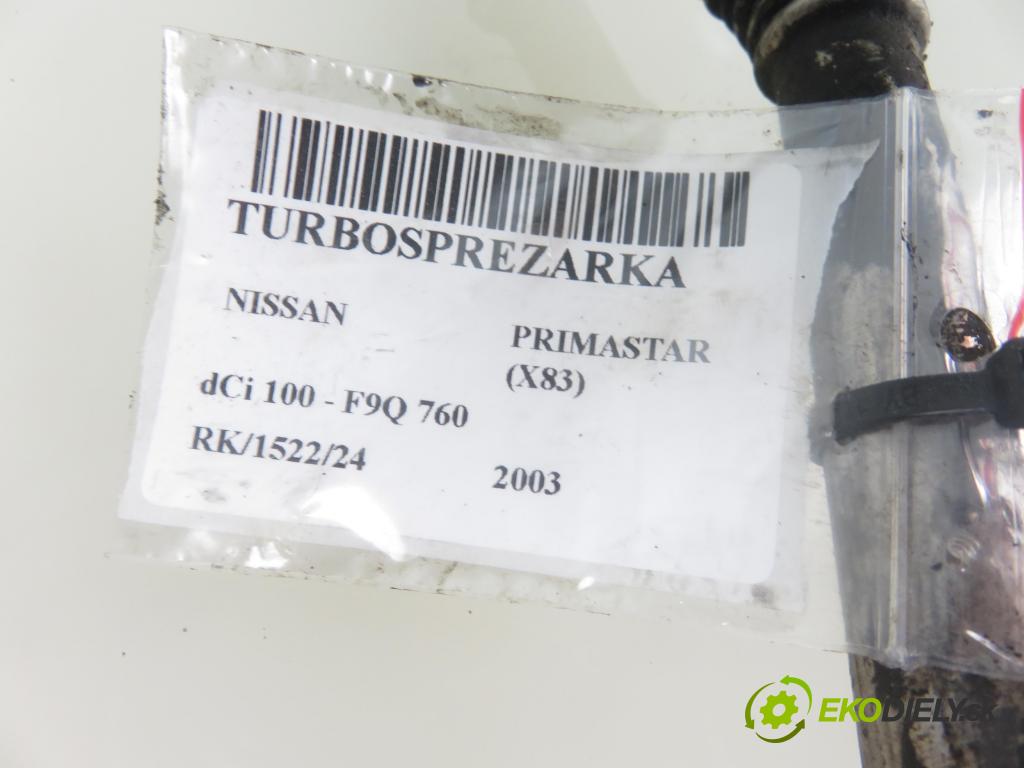 TURBOSPREZARKA
NISSAN
PRIMASTAR
(X83)
dCi 100 - F9Q 760
RK/1522/24
2003
EKODIELY.sk